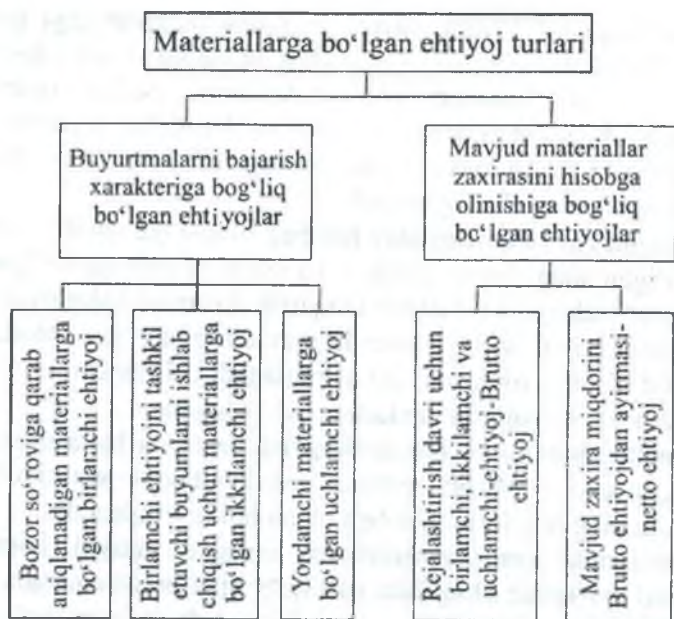 Materiallarga bo‘lgan ehtiyoj turlari
Buyurtmalarni bajarish
xarakteriga bog‘liq
bo‘lgan ehtiyojlar
Mavjud materiallar
zaxirasini hisobga
olinishiga bog‘liq
bo‘lgan ehtiyojlar
Bozor so‘roviga qarab
aniqlanadigan materiallarga
bo‘lgan birlamchi ehtiyoj
Birlamchi ehtiyojni tashkil
etuvchi buyumlarni ishlab
chiqish uchun materiallarga
bo‘lgan ikkilamchi ehtiyoj
Yordamchi materiallarga
bo‘lgan uchlamchi ehtiyoj
Rejalashtirish davri uchun
birlamchi, ikkilamchi va
uchlamchi-ehtiyoj-Brutto
ehtiyoj
Mavjud zaxira miqdorinu
Brutto ehtiyojdan ayirmasi-
netto ehtiyoj